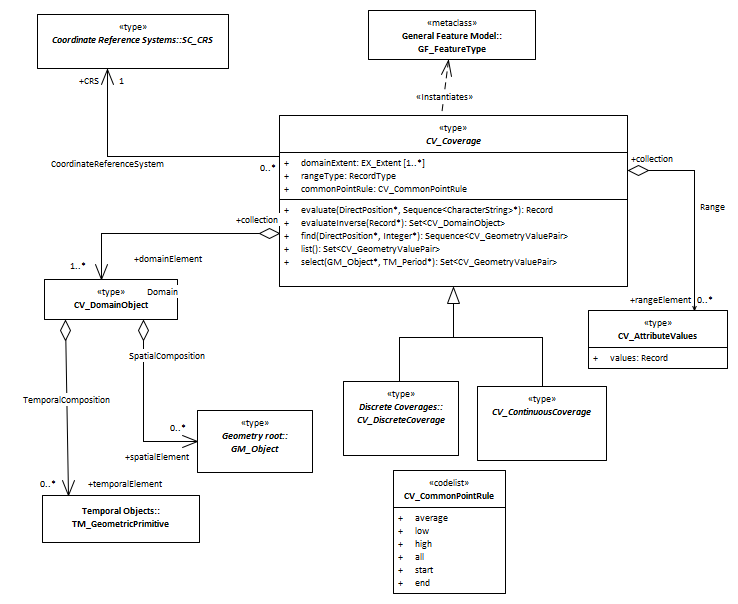 «type»
Coordinate Reference Systems::SC_CRS
«metaclass»
General Feature Model::
GF_FeatureType
+CRS
1
«Instantiates»
«type»
CV_Coverage
CoordinateReferenceSystem
0..*
+ domainExtent: EX_Extent [1..*]
+ rangeType: RecordType
+ commonPointRule: CV_CommonPointRule
+collection
Range
+ evaluate(DirectPosition*, Sequence<CharacterString>*): Record
+ evaluateInverse(Record*): Set<CV_DomainObject>
+ find(DirectPosition*, Integer*): Sequence<CV_GeometryValuePair>
+ list(): Set<CV_GeometryValuePair>
+ select(GM_Object*, TM_Period*): Set<CV_GeometryValuePair>
+collection
+domainElement
1..*
«type»
Domain
CV_DomainObject
+rangeElement
0..*
«type»
CV_AttributeValues
+ values: Record
SpatialComposition
TemporalComposition
«type»
Discrete Coverages::
CV_DiscreteCoverage
«type»
CV_ContinuousCoverage
0..*
+spatialElement
«type»
Geometry root::
GM_Object
0..*
+temporalElement
Temporal Objects::
TM_GeometricPrimitive
«codelist»
CV_CommonPointRule
+ average
+ low
+ high
+ all
+ start
+ end